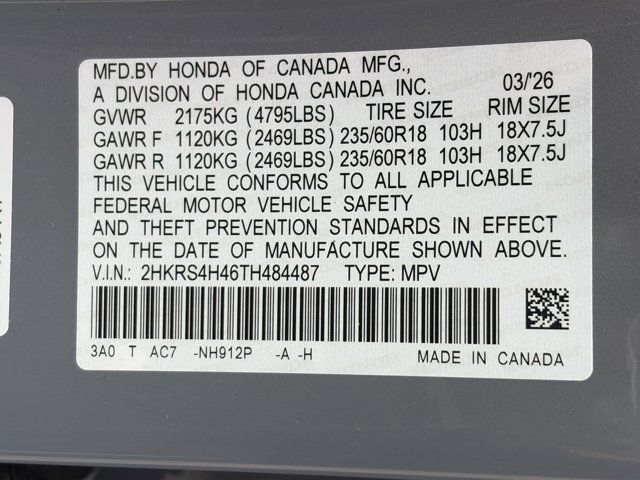 MFD.BY HONDA OF CANADA MFG.,
A DIVISION OF HONDA CANADA INC. 03/'26
GVWR 2175KG (4795LBS) TIRE SIZE RIM SIZE
GAWR F 1120KG (2469LBS) 235/60R18 103H 18X7.5J
GAWR R 1120KG (2469LBS) 235/60R18 103H 18X7.5J
THIS VEHICLE CONFORMS TO ALL APPLICABLE
FEDERAL MOTOR VEHICLE SAFETY
AND THEFT PREVENTION STANDARDS IN EFFECT
ON THE DATE OF MANUFACTURE SHOWN ABOVE.
V.I.N.: 2HKRS4H46TH484487 TYPE: MPV
3A0 T AC7 -NH912P -A -H MADE IN CANADA